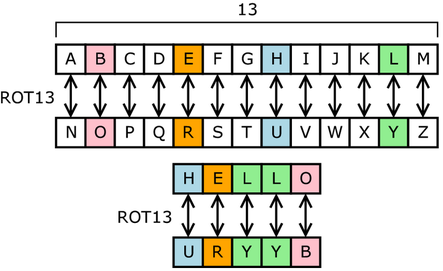 13
A B C D E F G H I J K L M
ROT13
N O P Q R S T U V W X Y Z
H E L L O
ROT13
U R Y Y B